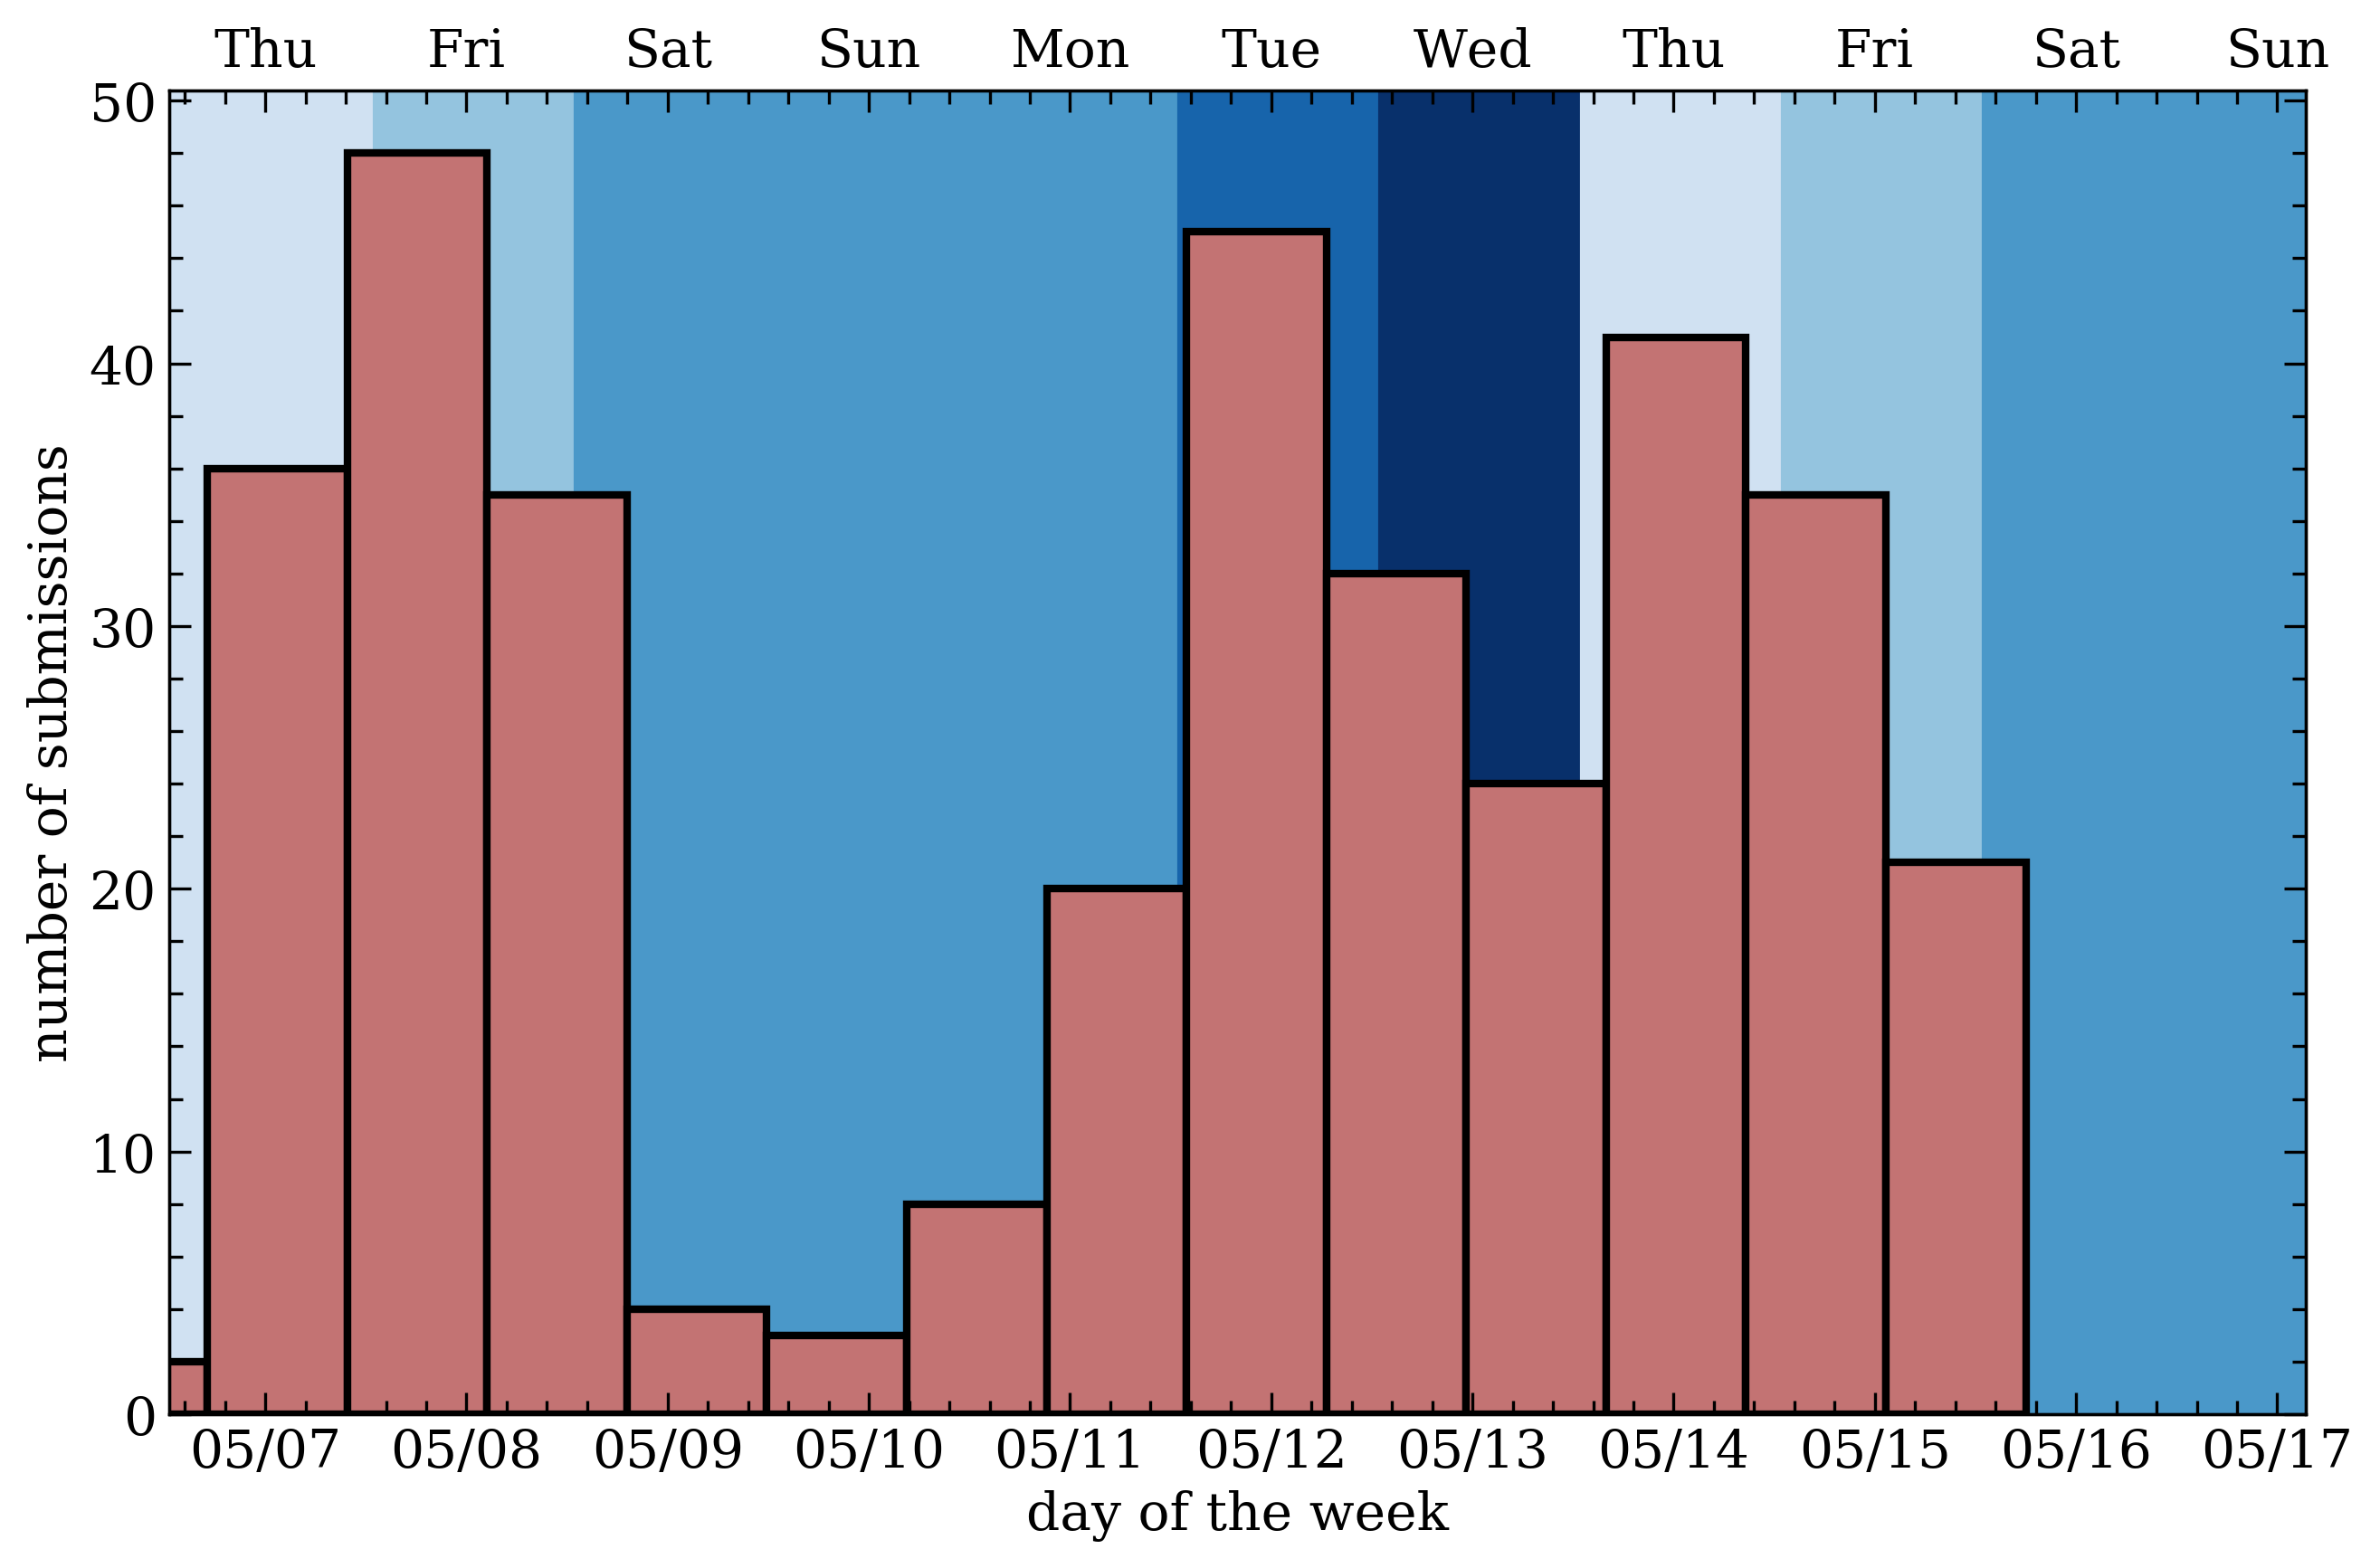 Thu Fri Sat Sun Mon Tue Wed Thu Fri Sat Sun
50
40
30
20
10
0
number of submissions
05/07 05/08 05/09 05/10 05/11 05/12 05/13 05/14 05/15 05/16 05/17
day of the week